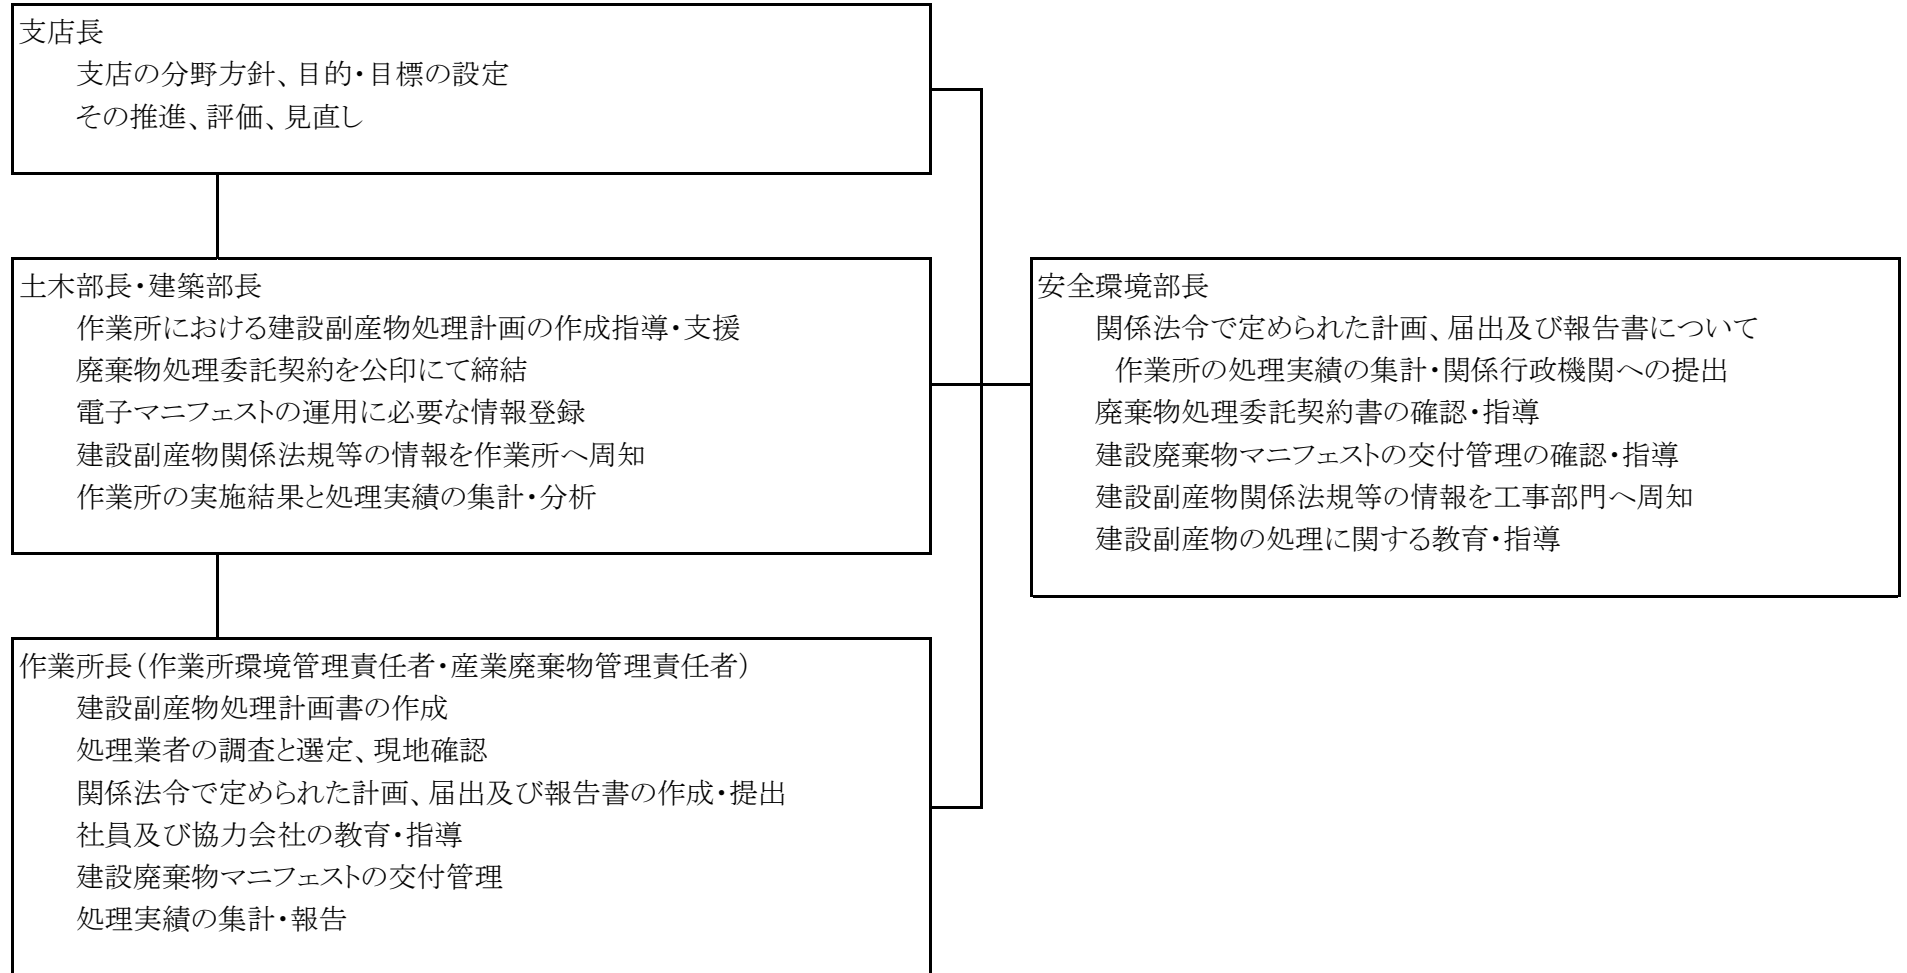 支店長
支店の分野方針、目的・目標の設定
その推進、評価、見直し
土木部長・建築部長
作業所における建設副産物処理計画の作成指導・支援
廃棄物処理委託契約を公印にて締結
電子マニフェストの運用に必要な情報登録
建設副産物関係法規等の情報を作業所へ周知
作業所の実施結果と処理実績の集計・分析
安全環境部長
関係法令で定められた計画、届出及び報告書について
作業所の処理実績の集計・関係行政機関への提出
廃棄物処理委託契約書の確認・指導
建設廃棄物マニフェストの交付管理の確認・指導
建設副産物関係法規等の情報を工事部門へ周知
建設副産物の処理に関する教育・指導
作業所長（作業所環境管理責任者・産業廃棄物管理責任者）
建設副産物処理計画書の作成
処理業者の調査と選定、現地確認
関係法令で定められた計画、届出及び報告書の作成・提出
社員及び協力会社の教育・指導
建設廃棄物マニフェストの交付管理
処理実績の集計・報告